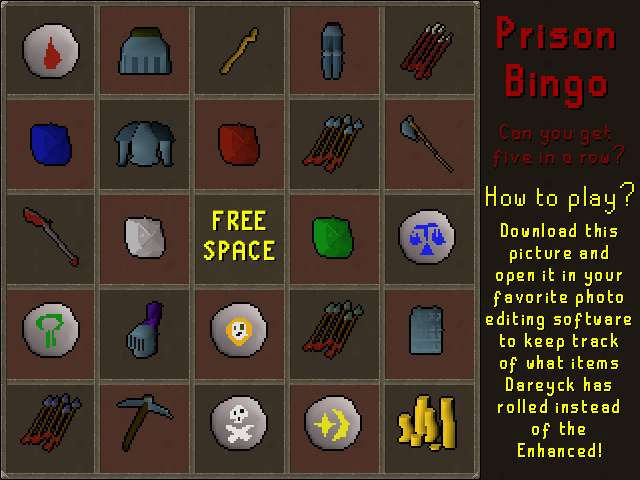 Prison
Bingo
Can you get
five in a row?
How to play?
Download this
picture and
open it in your
favorite photo
editing software
to keep track
of what items
Dareyck has
rolled instead
of the
Enhanced!
FREE
SPACE